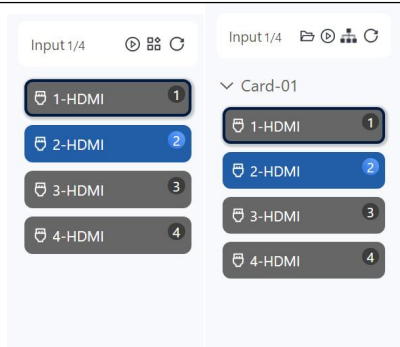 Input 1/4
1-HDMI 1
2-HDMI 2
3-HDMI 3
4-HDMI 4
Input 1/4
Card-01
1-HDMI 1
2-HDMI 2
3-HDMI 3
4-HDMI 4